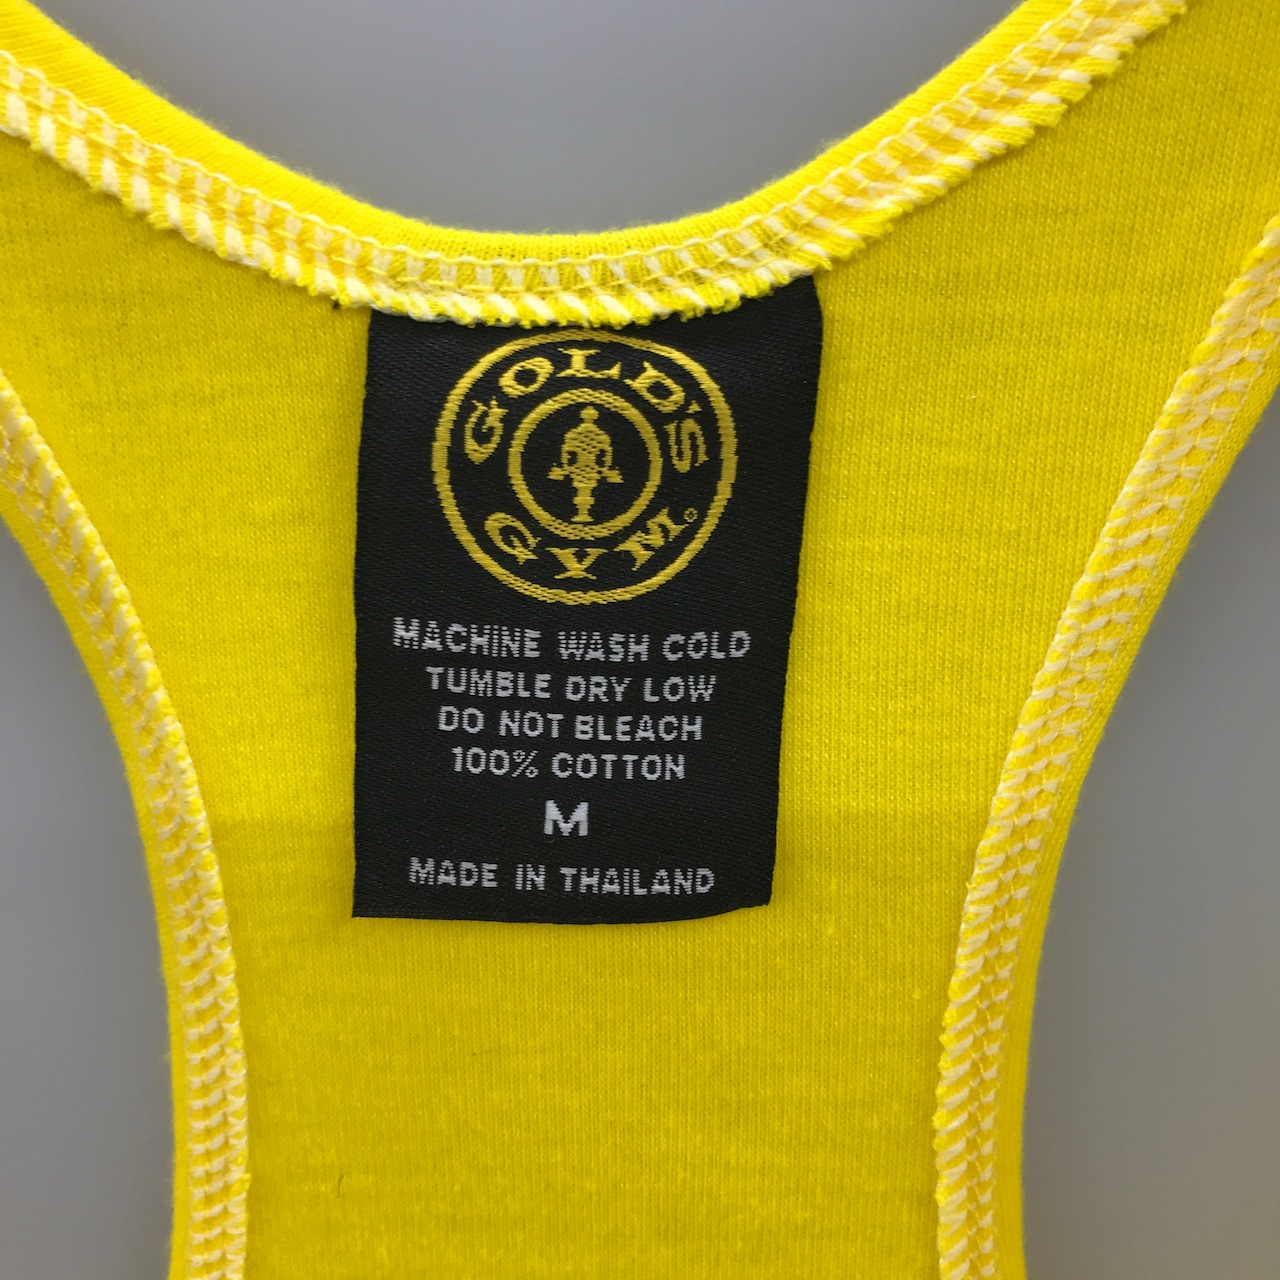 GOLD'S
GYM®
MACHINE WASH COLD
TUMBLE DRY LOW
DO NOT BLEACH
100% COTTON
M
MADE IN THAILAND